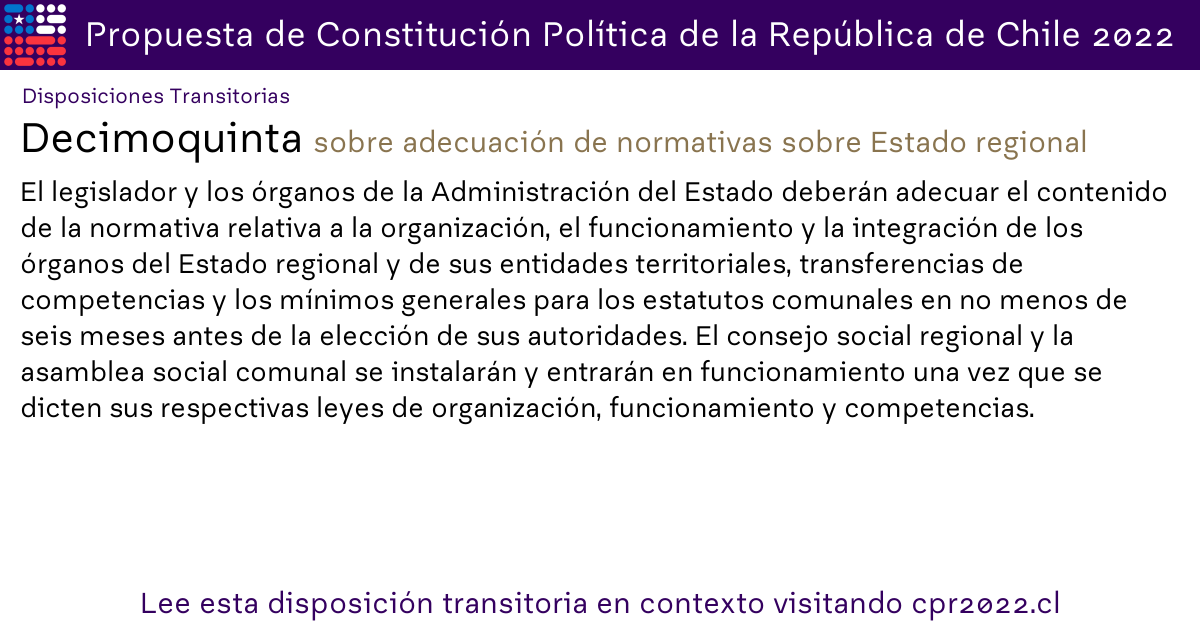 Propuesta de Constitución Política de la República de Chile 2022
Disposiciones Transitorias
Decimoquinta sobre adecuación de normativas sobre Estado regional
El legislador y los órganos de la Administración del Estado deberán adecuar el contenido
de la normativa relativa a la organización, el funcionamiento y la integración de los
órganos del Estado regional y de sus entidades territoriales, transferencias de
competencias y los mínimos generales para los estatutos comunales en no menos de
seis meses antes de la elección de sus autoridades. El consejo social regional y la
asamblea social comunal se instalarán y entrarán en funcionamiento una vez que se
dicten sus respectivas leyes de organización, funcionamiento y competencias.
Lee esta disposición transitoria en contexto visitando cpr2022.cl